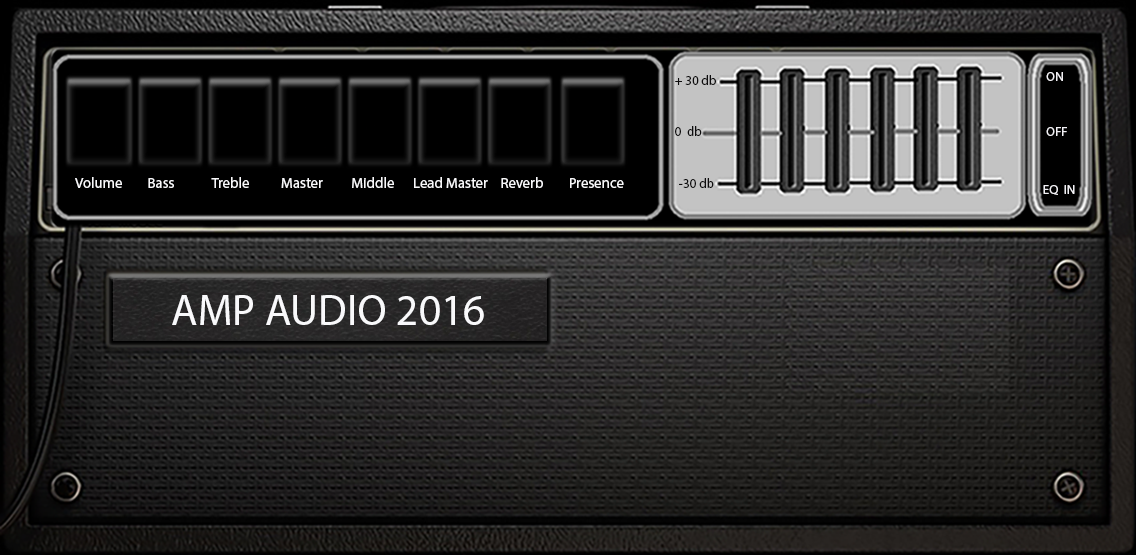 Volume Bass Treble Master Middle Lead Master Reverb Presence
+ 30 db
0 db
-30 db
ON
OFF
EQ IN
AMP AUDIO 2016